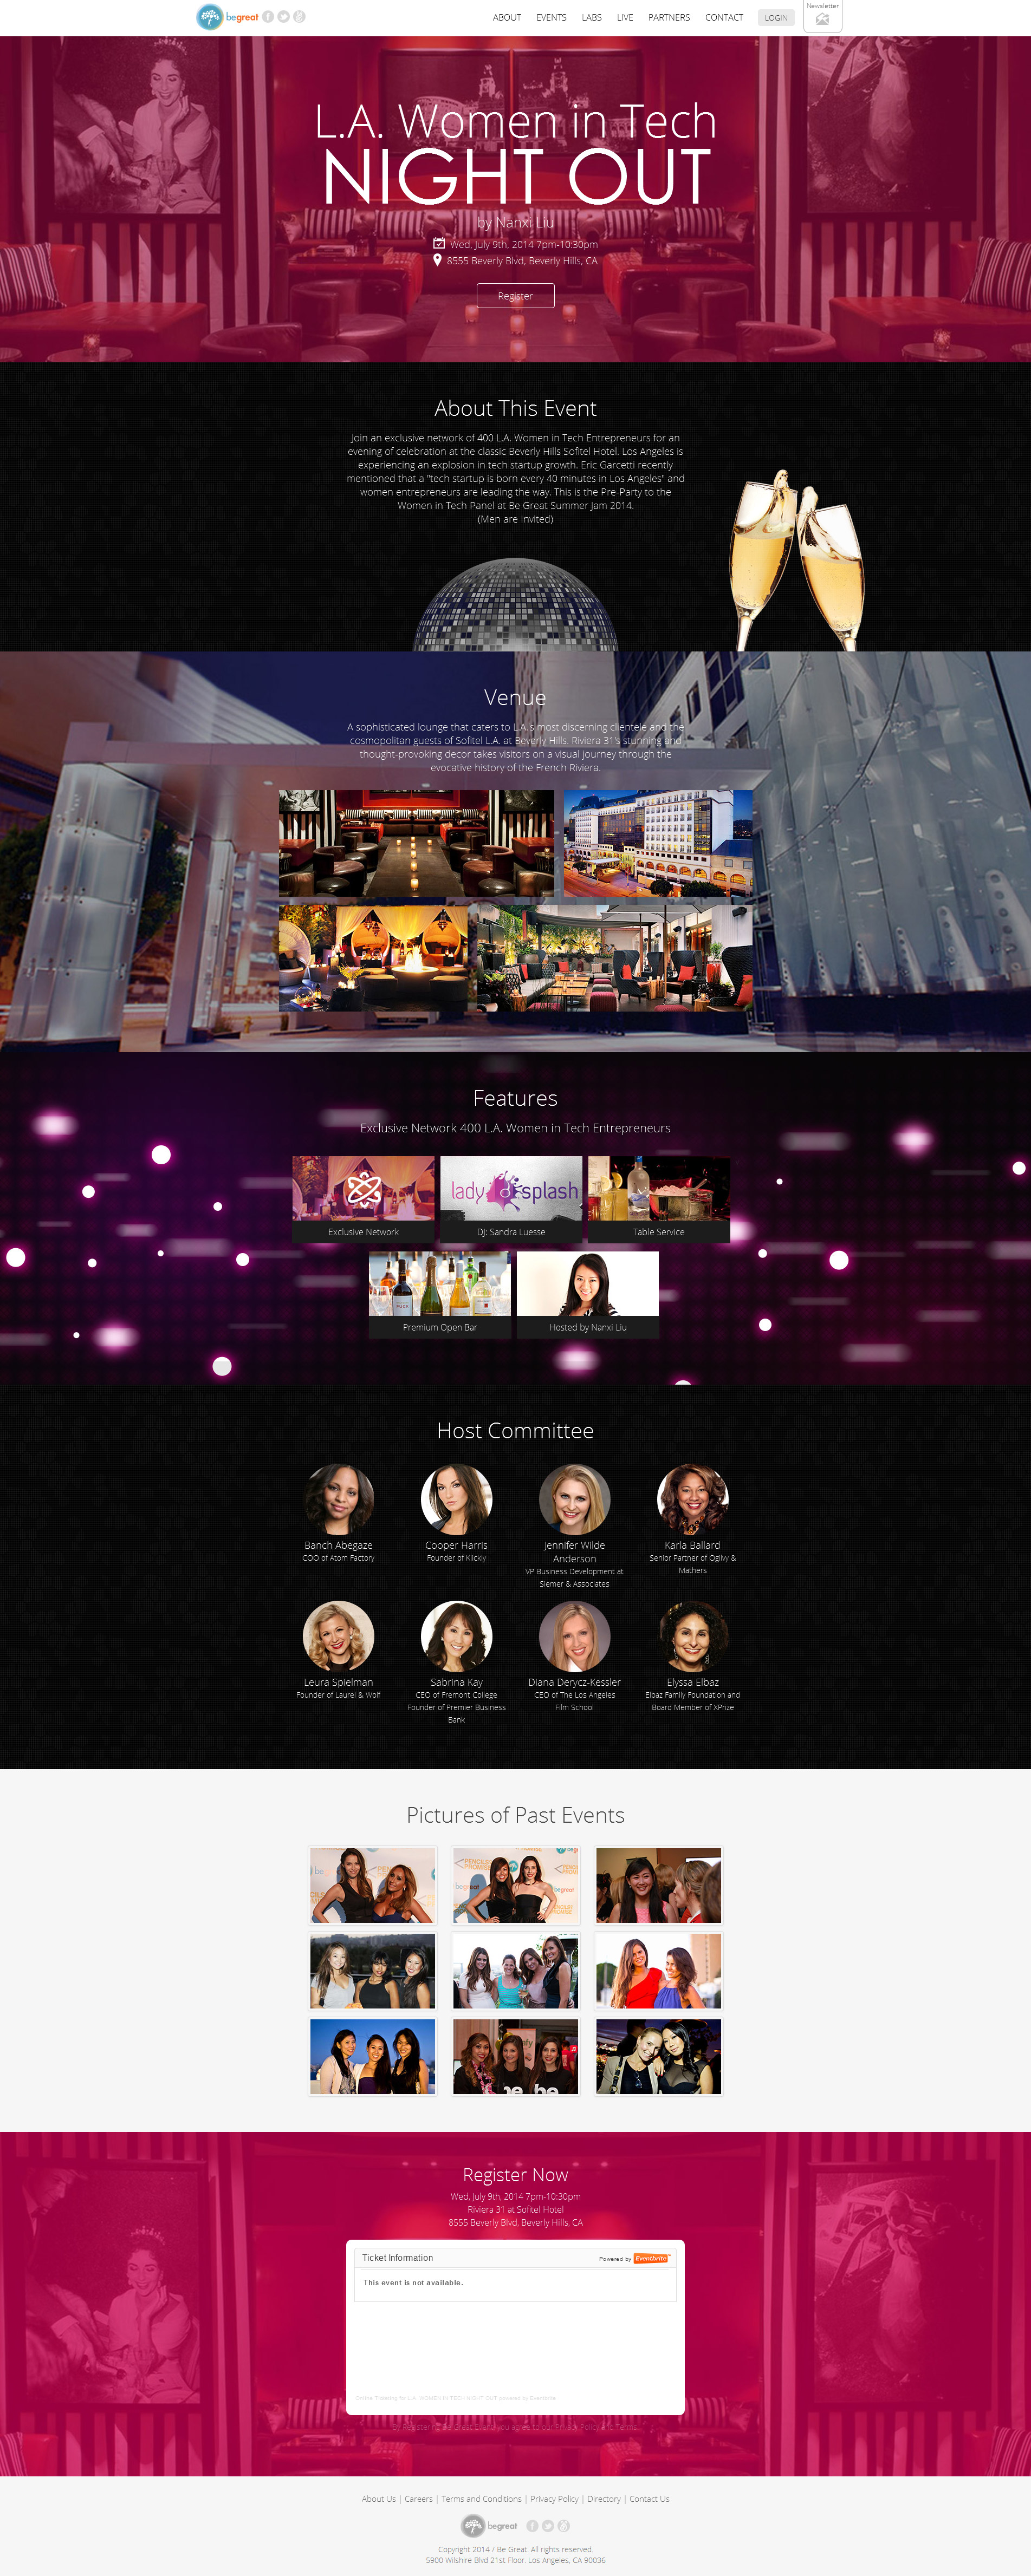 begreat
ABOUT EVENTS LABS LIVE PARTNERS CONTACT LOGIN Newsletter
L.A. Women in Tech
NIGHT OUT
by Nanxi Liu
Wed, July 9th, 2014 7pm-10:30pm
8555 Beverly Blvd, Beverly Hills, CA
Register
About This Event
Join an exclusive network of 400 L.A. Women in Tech Entrepreneurs for an
evening of celebration at the classic Beverly Hills Sofitel Hotel. Los Angeles is
experiencing an explosion in tech startup growth. Eric Garcetti recently
mentioned that a "tech startup is born every 40 minutes in Los Angeles" and
women entrepreneurs are leading the way. This is the Pre-Party to the
Women in Tech Panel at Be Great Summer Jam 2014.
(Men are Invited)
Venue
A sophisticated lounge that caters to L.A.'s most discerning clientele and the
cosmopolitan guests of Sofitel L.A. at Beverly Hills. Riviera 31's stunning and
thought-provoking decor takes visitors on a visual journey through the
evocative history of the French Riviera.
Features
Exclusive Network 400 L.A. Women in Tech Entrepreneurs
lady d splash
Exclusive Network
DJ: Sandra Luesse
Table Service
Premium Open Bar
Hosted by Nanxi Liu
Host Committee
Banch Abegaze
COO of Atom Factory
Cooper Harris
Founder of Klickly
Jennifer Wilde
Anderson
VP Business Development at
Siemer & Associates
Karla Ballard
Senior Partner of Ogilvy &
Mathers
Leura Spielman
Founder of Laurel & Wolf
Sabrina Kay
CEO of Fremont College
Founder of Premier Business
Bank
Diana Derycz-Kessler
CEO of The Los Angeles
Film School
Elyssa Elbaz
Elbaz Family Foundation and
Board Member of XPrize
Pictures of Past Events
Register Now
Wed, July 9th, 2014 7pm-10:30pm
Riviera 31 at Sofitel Hotel
8555 Beverly Blvd, Beverly Hills, CA
Ticket Information
Powered by Eventbrite
This event is not available.
Online Ticketing for L.A. WOMEN IN TECH NIGHT OUT powered by Eventbrite
About Us | Careers | Terms and Conditions | Privacy Policy | Directory | Contact Us
begreat
Copyright 2014 / Be Great. All rights reserved.
5900 Wilshire Blvd 21st Floor. Los Angeles, CA 90036